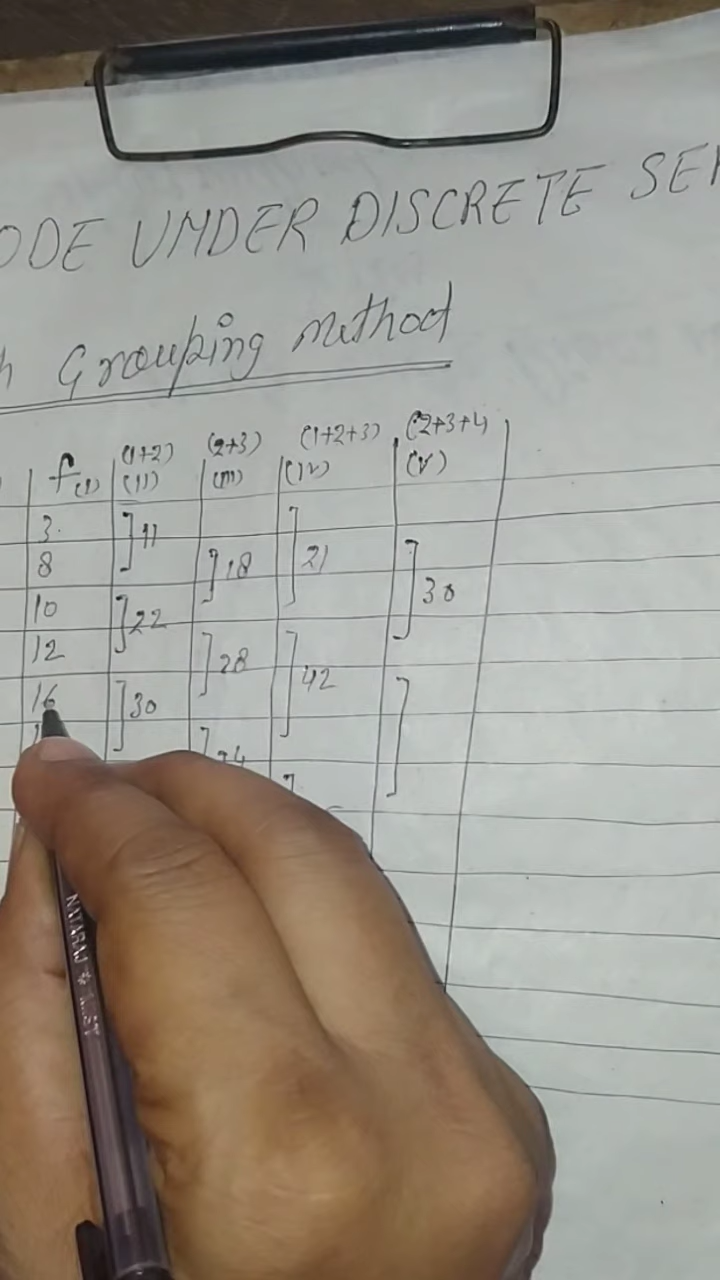 ODE UNDER DISCRETE SE
h Grouping Method
f(I) (1+2) (II) (2+3) (III) (1+2+3) (IV) (2+3+4) (V)
3 11
8 18 21
10 22 30
12 28
16 30 42
NATARAJ